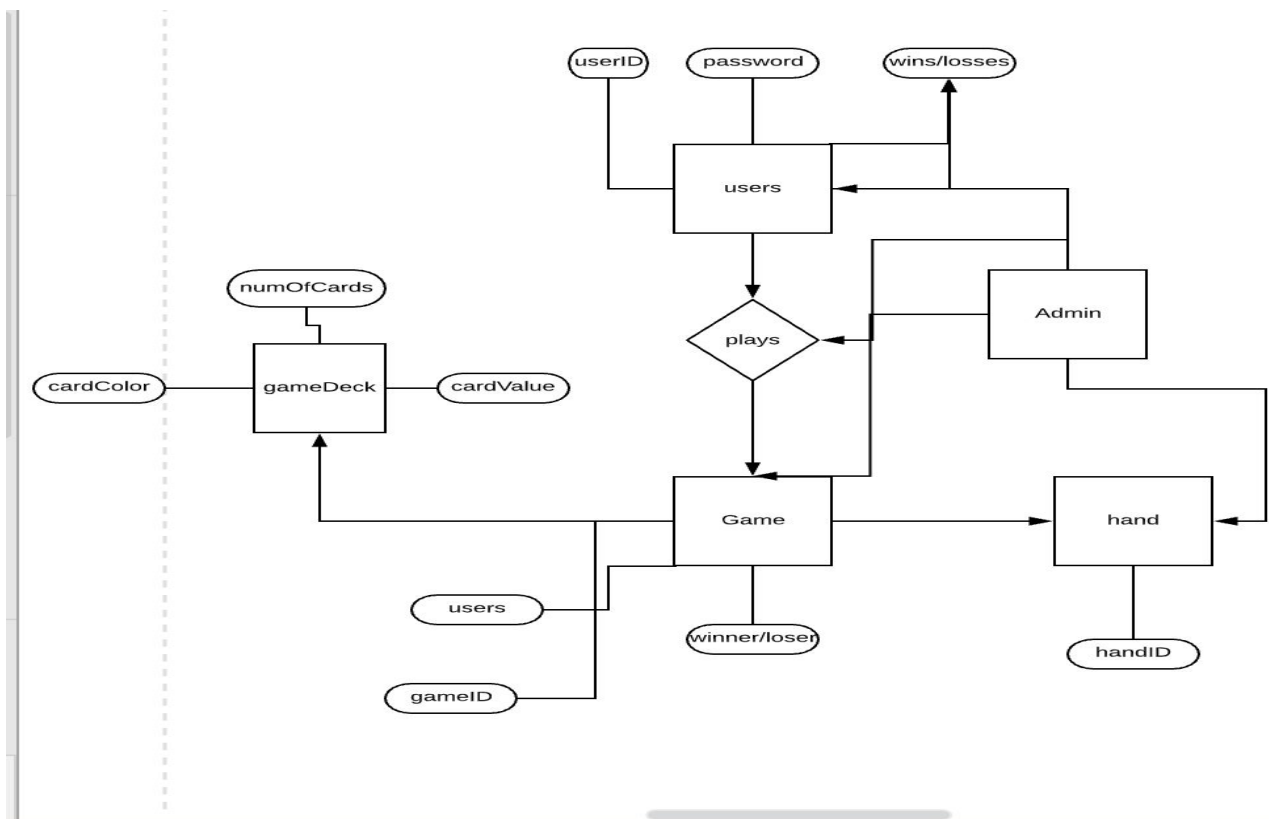 userID
password
wins/losses
users
numOfCards
Admin
plays
cardColor
gameDeck
cardValue
Game
hand
users
winner/loser
handID
gameID